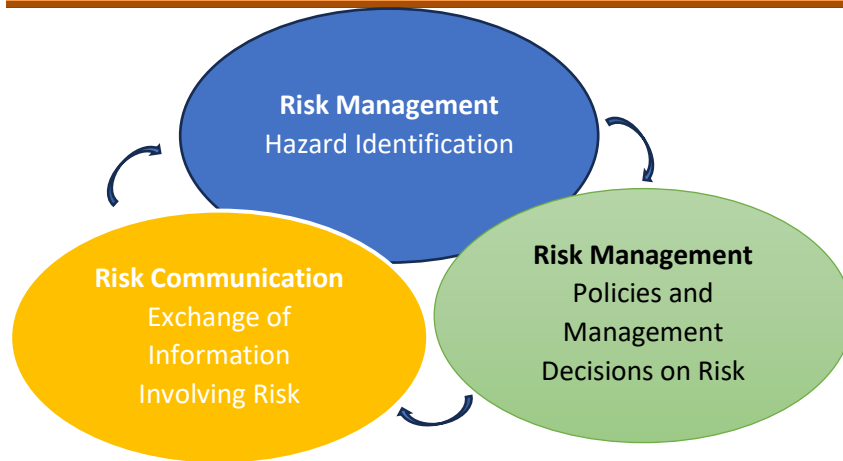 Risk Management
Hazard Identification
Risk Management
Policies and
Management
Decisions on Risk
Risk Communication
Exchange of
Information
Involving Risk